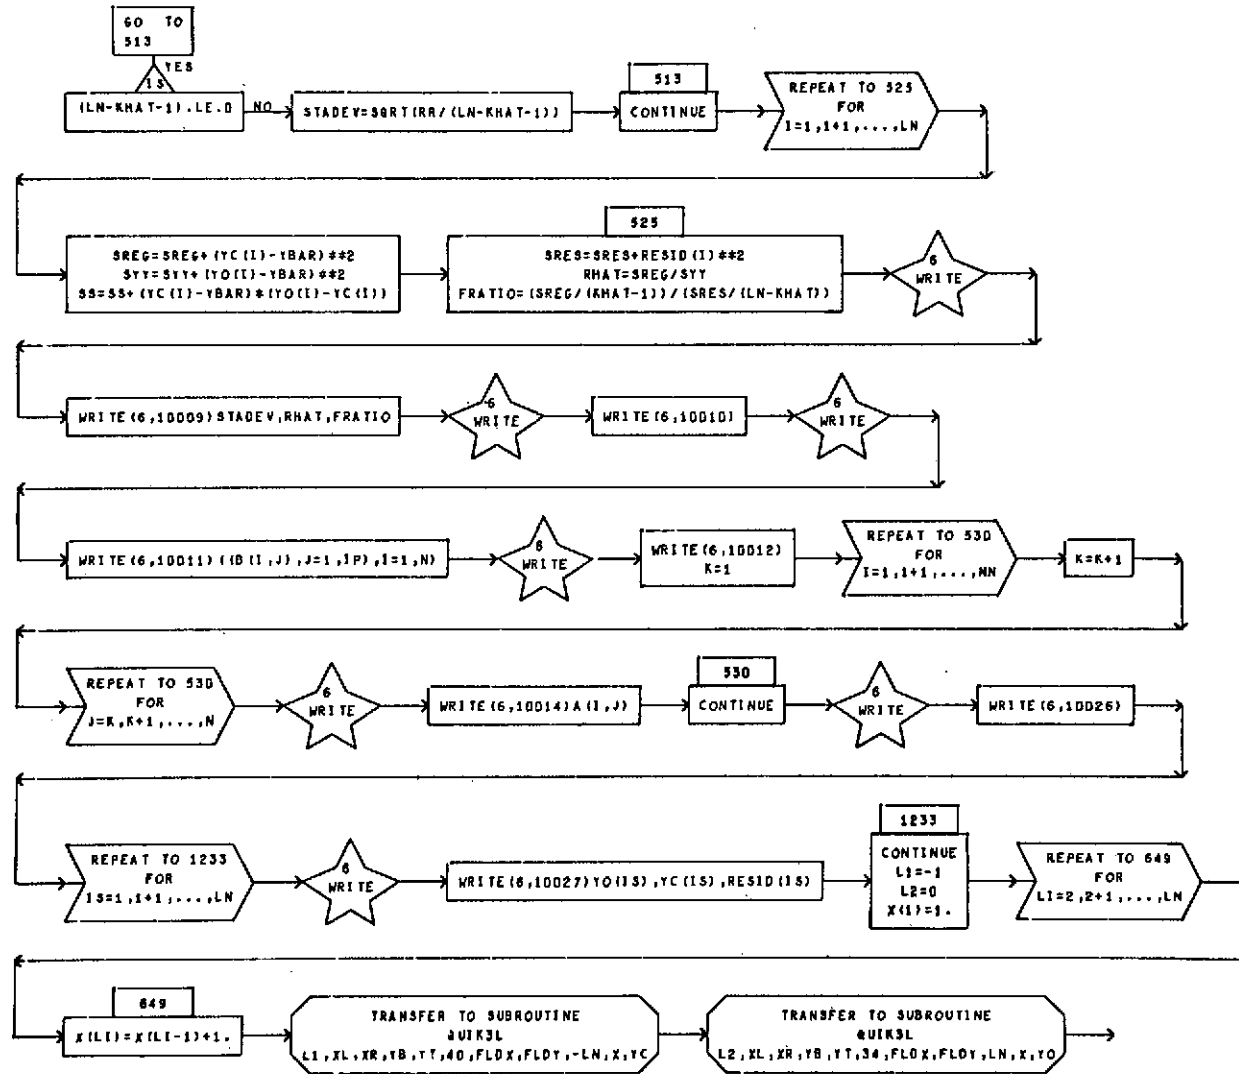 GO TO
513
YES
IS
(LN-KHAT-1).LE.0
NO
STADEV=SQRT(RR/(LN-KHAT-1))
513
CONTINUE
REPEAT TO 525
FOR
I=1,1+1,...,LN
SREG=SREG+(YC(I)-YBAR)**2
SYY=SYY+(YO(I)-YBAR)**2
SS=SS+(YC(I)-YBAR)*(YO(I)-YC(I))
525
SRES=SRES+RESID(I)**2
RHAT=SREG/SYY
FRATIO=(SREG/(KHAT-1))/(SRES/(LN-KHAT))
6
WRITE
WRITE(6,10009)STADEV,RHAT,FRATIO
6
WRITE
WRITE(6,10010)
6
WRITE
WRITE(6,10011)((B(I,J),J=1,IP),I=1,N)
6
WRITE
WRITE(6,10012)
K=1
REPEAT TO 530
FOR
I=1,1+1,...,NN
K=K+1
REPEAT TO 530
FOR
J=K,K+1,...,N
6
WRITE
WRITE(6,10014)A(I,J)
530
CONTINUE
6
WRITE
WRITE(6,10026)
REPEAT TO 1233
FOR
IS=1,1+1,...,LN
6
WRITE
WRITE(6,10027)YO(IS),YC(IS),RESID(IS)
1233
CONTINUE
L1=-1
L2=0
X(1)=1.
REPEAT TO 649
FOR
LI=2,2+1,...,LN
649
X(LI)=X(LI-1)+1.
TRANSFER TO SUBROUTINE
QUIK3L
L1,XL,XR,YB,YT,40,FLDX,FLDY,-LN,X,YC
TRANSFER TO SUBROUTINE
QUIK3L
L2,XL,XR,YB,YT,34,FLDX,FLDY,LN,X,YO